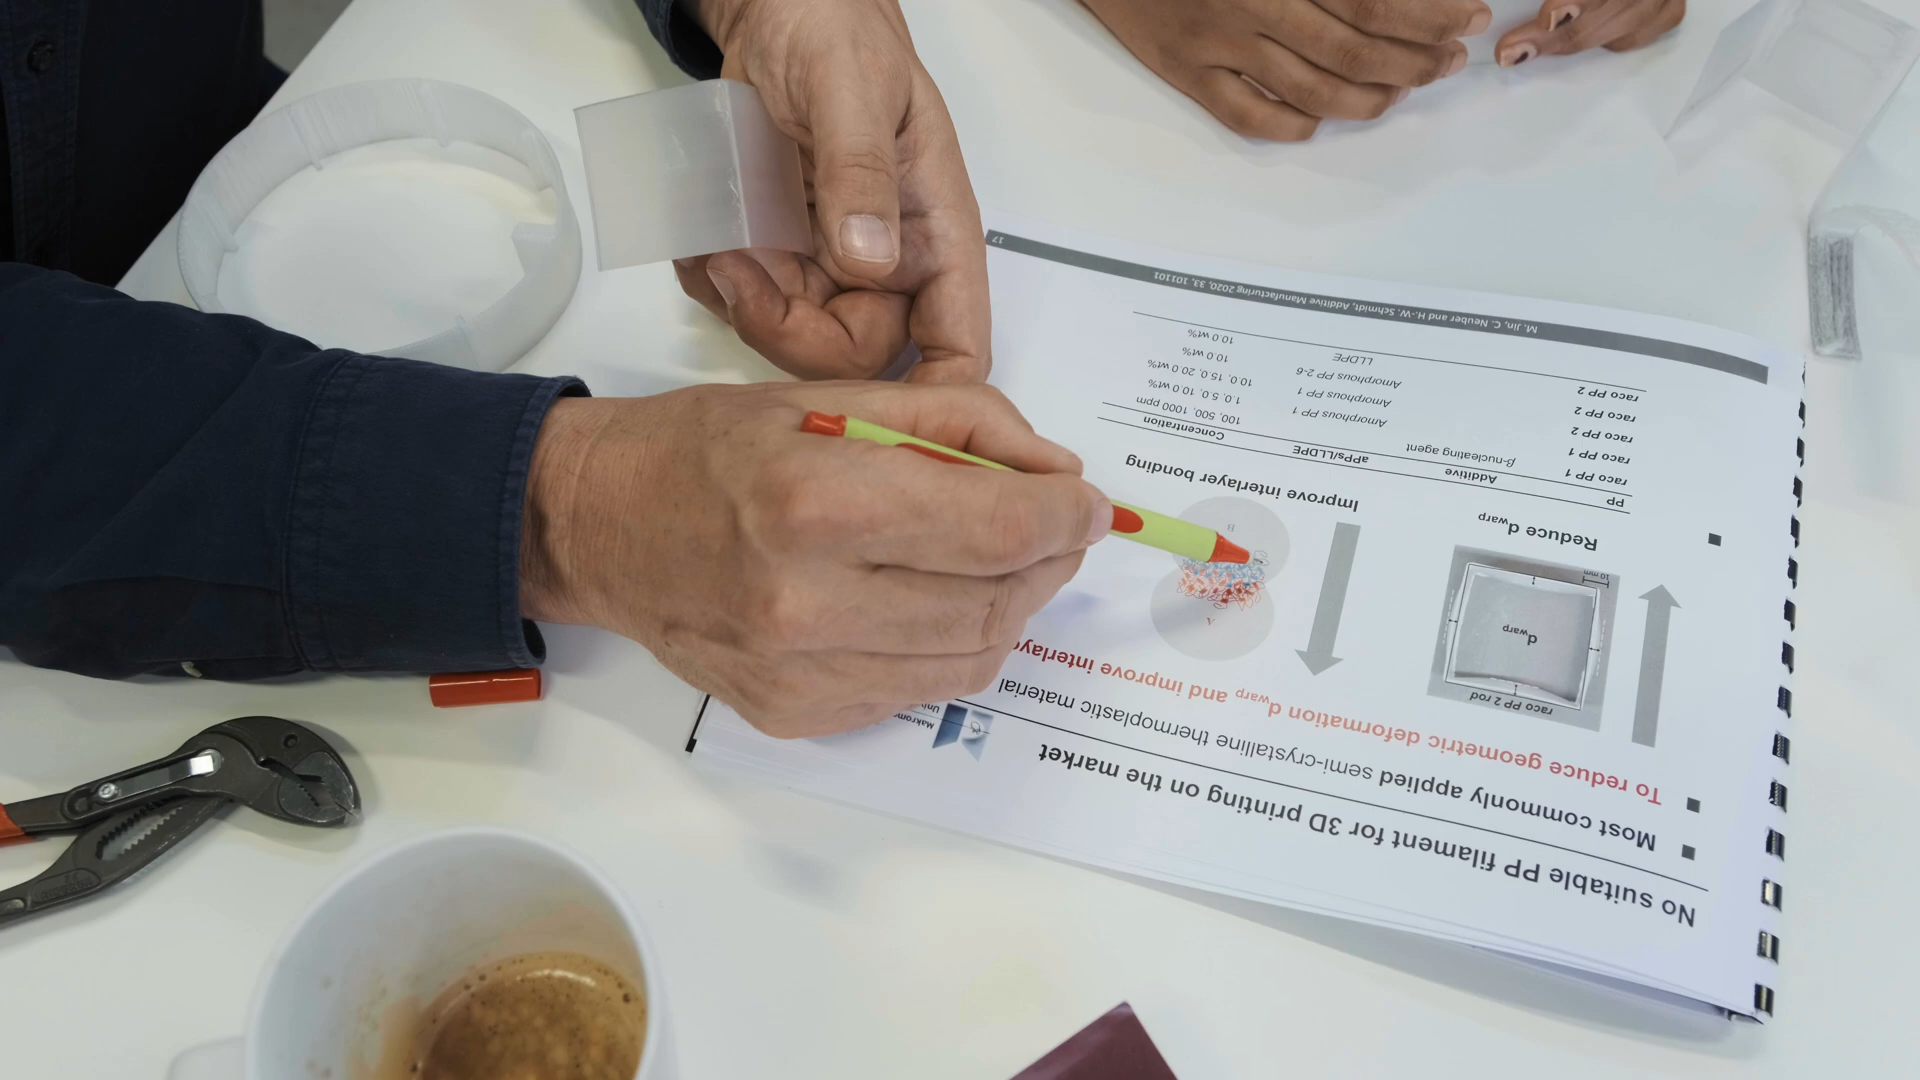 No suitable PP filament for 3D printing on the market
Most commonly applied semi-crystalline thermoplastic material
To reduce geometric deformation dwarp and improve interlaye
raco PP 2 rod
dwarp
10 mm
Reduce dwarp
A
B
Improve interlayer bonding
PP Additive aPPs/LLDPE Concentration
raco PP 1 β-nucleating agent 100, 500, 1000 ppm
raco PP 1 Amorphous PP 1 1.0, 5.0, 10.0 wt%
raco PP 2 Amorphous PP 1 10.0, 15.0, 20.0 wt%
raco PP 2 Amorphous PP 2-6 10.0 wt%
raco PP 2 LLDPE 10.0 wt%
M. Jin, C. Neuber and H.-W. Schmidt, Additive Manufacturing 2020, 33, 101101
17